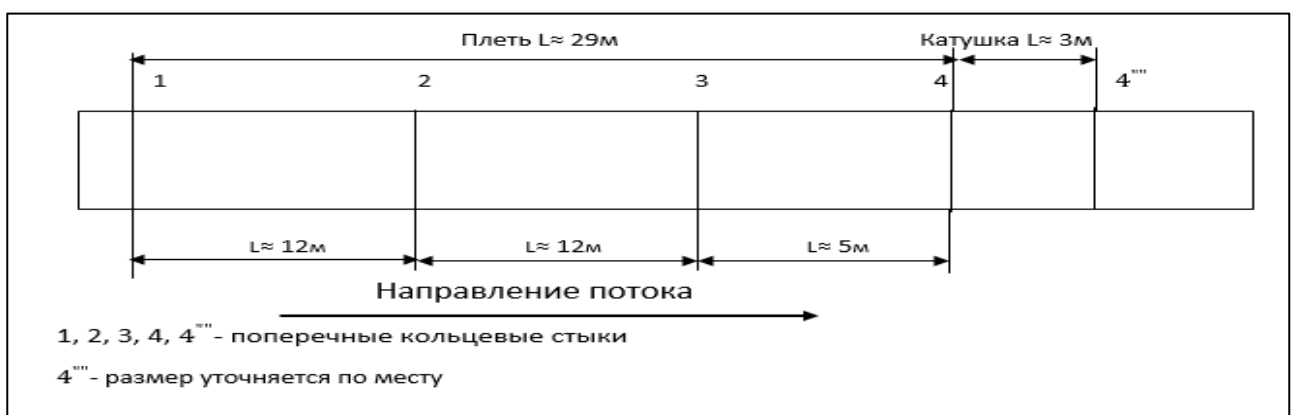 Плеть L≈ 29м
Катушка L≈ 3м
1
2
3
4
4""
L≈ 12м
L≈ 12м
L≈ 5м
Направление потока
1, 2, 3, 4, 4""- поперечные кольцевые стыки
4""- размер уточняется по месту